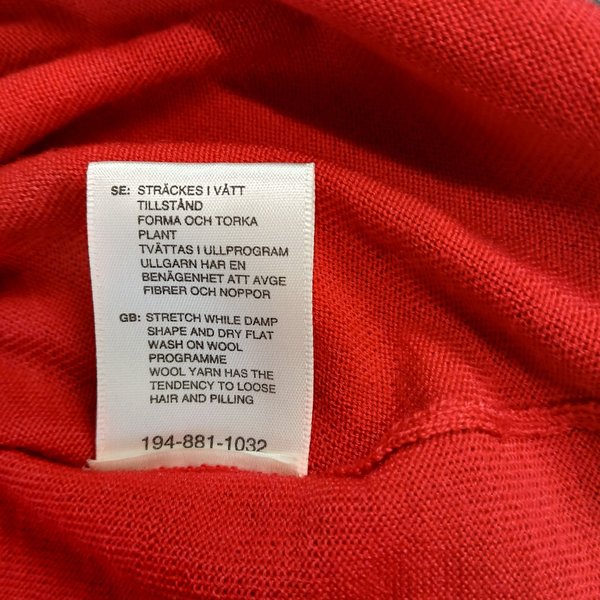 SE: STRÄCKES I VÅTT
TILLSTÅND
FORMA OCH TORKA
PLANT
TVÄTTAS I ULLPROGRAM
ULLGARN HAR EN
BENÄGENHET ATT AVGE
FIBRER OCH NOPPOR
GB: STRETCH WHILE DAMP
SHAPE AND DRY FLAT
WASH ON WOOL
PROGRAMME
WOOL YARN HAS THE
TENDENCY TO LOOSE
HAIR AND PILLING
194-881-1032